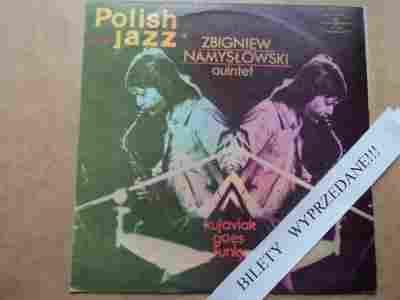 Polish
jazz
ZBIGNIEW
NAMYSŁOWSKI
quintet
kujaviak
goes
funky
BILETY WYPRZEDANE!!!